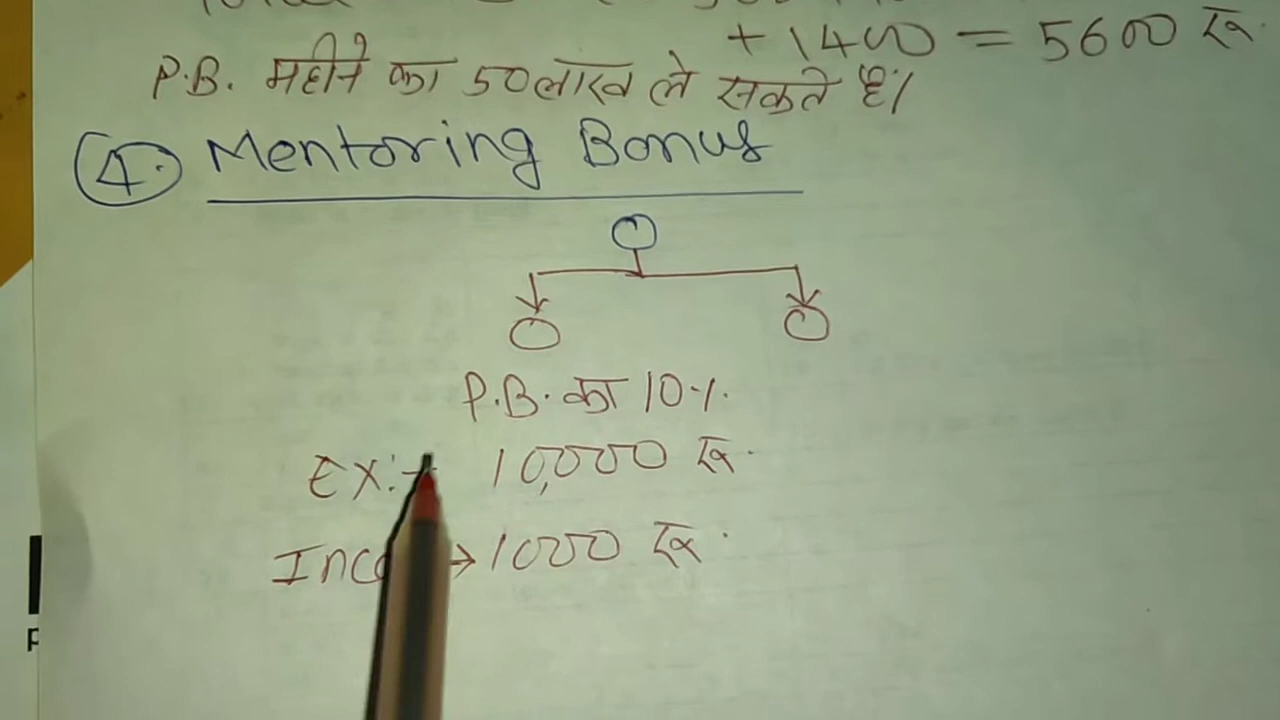 + 1400 = 5600 रू.
P.B. महीने का 50 लाख ले सकते हैं।
4. Mentoring Bonus
P.B. का 10%.
EX:- 10,000 रू.
→ 1000 रू.